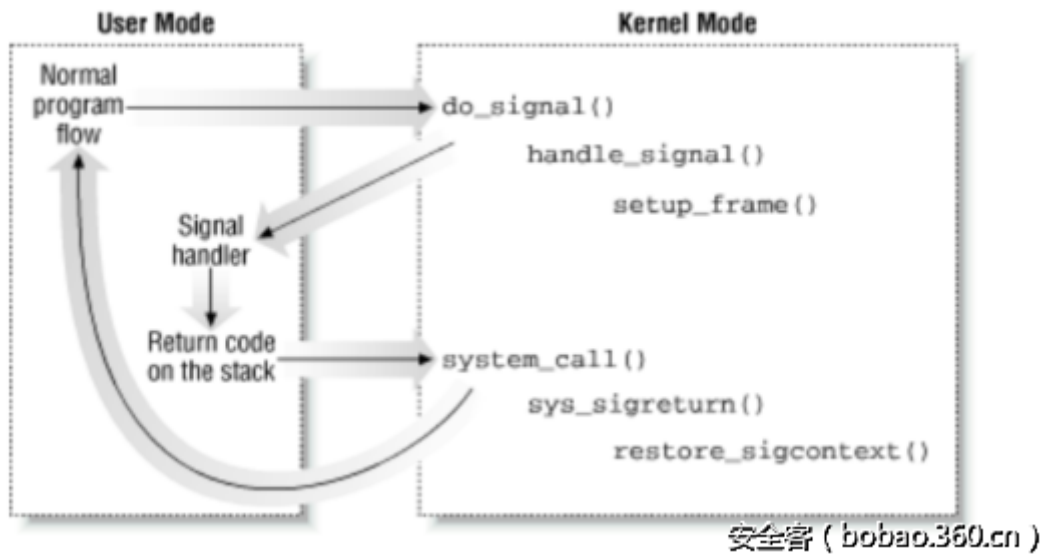 User Mode
Kernel Mode
Normal
program
flow
do_signal()
handle_signal()
setup_frame()
Signal
handler
Return code
on the stack
system_call()
sys_sigreturn()
restore_sigcontext()
安全客 ( bobao.360.cn )